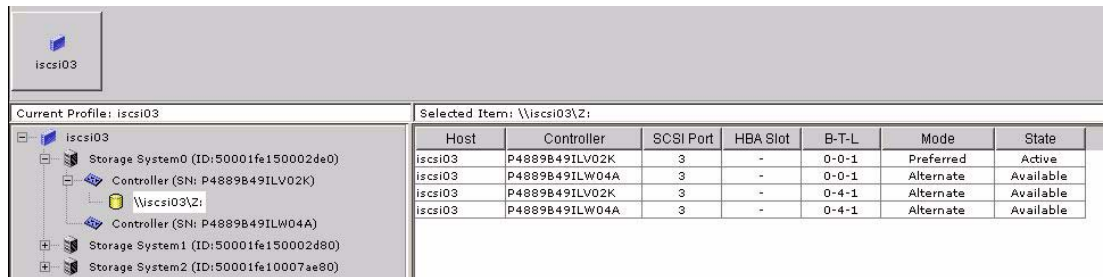 iscsi03
Current Profile: iscsi03
Selected Item: \\iscsi03\Z:
iscsi03
Storage System0 (ID:50001fe150002de0)
Controller (SN: P4889B49ILV02K)
\\iscsi03\Z:
Controller (SN: P4889B49ILW04A)
Storage System1 (ID:50001fe150002d80)
Storage System2 (ID:50001fe10007ae80)
Host Controller SCSI Port HBA Slot B-T-L Mode State
iscsi03 P4889B49ILV02K 3 - 0-0-1 Preferred Active
iscsi03 P4889B49ILW04A 3 - 0-0-1 Alternate Available
iscsi03 P4889B49ILV02K 3 - 0-4-1 Alternate Available
iscsi03 P4889B49ILW04A 3 - 0-4-1 Alternate Available